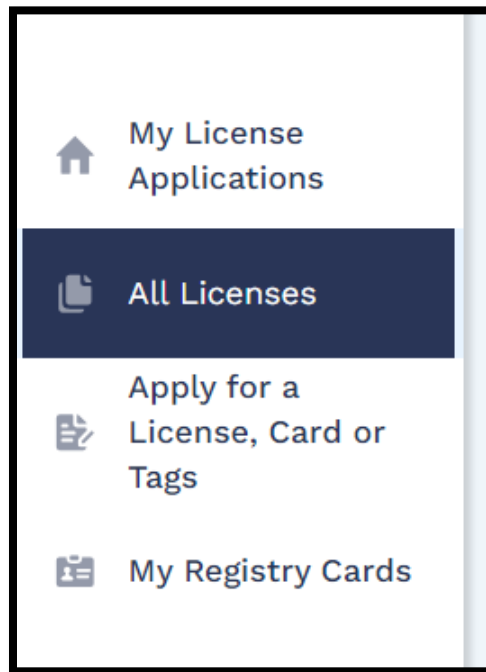 My License
Applications
All Licenses
Apply for a
License, Card or
Tags
My Registry Cards